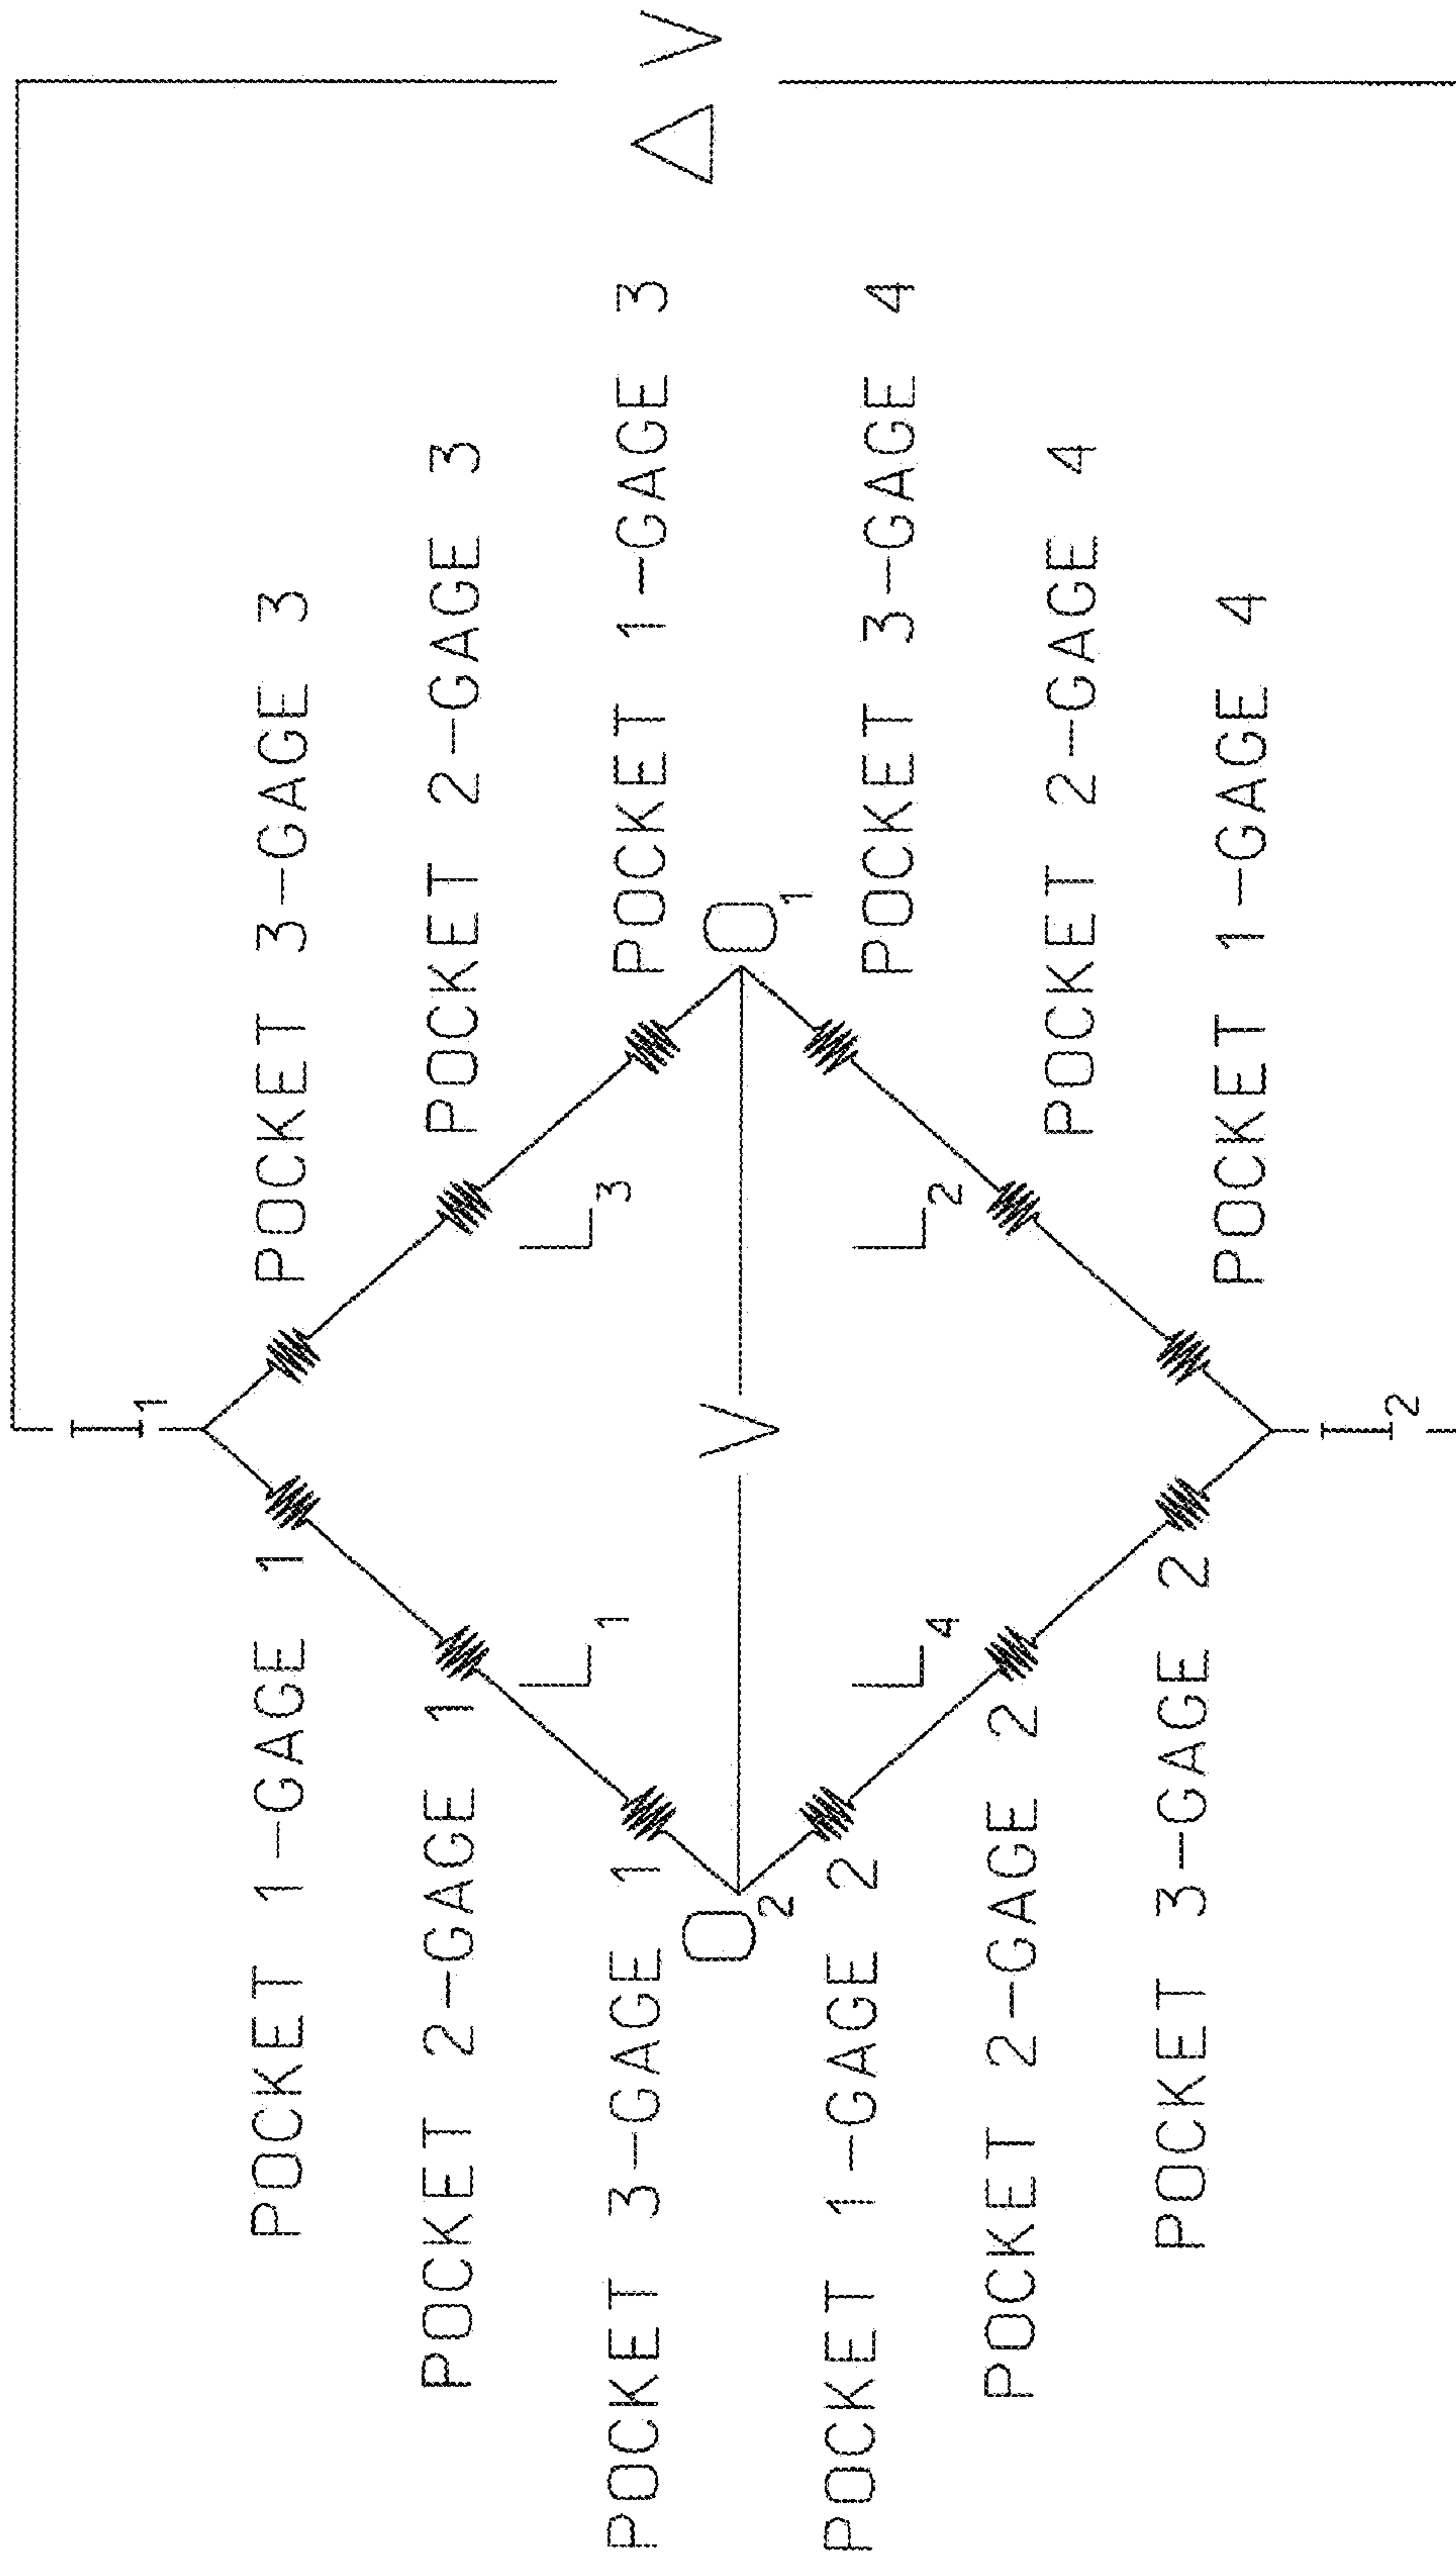 I1
POCKET 1-GAGE 1
POCKET 3-GAGE 3
POCKET 2-GAGE 1
POCKET 2-GAGE 3
L1
L3
POCKET 3-GAGE 1
POCKET 1-GAGE 3
O2
V
O1
Δ V
POCKET 1-GAGE 2
POCKET 3-GAGE 4
L4
L2
POCKET 2-GAGE 2
POCKET 2-GAGE 4
POCKET 3-GAGE 2
POCKET 1-GAGE 4
I2